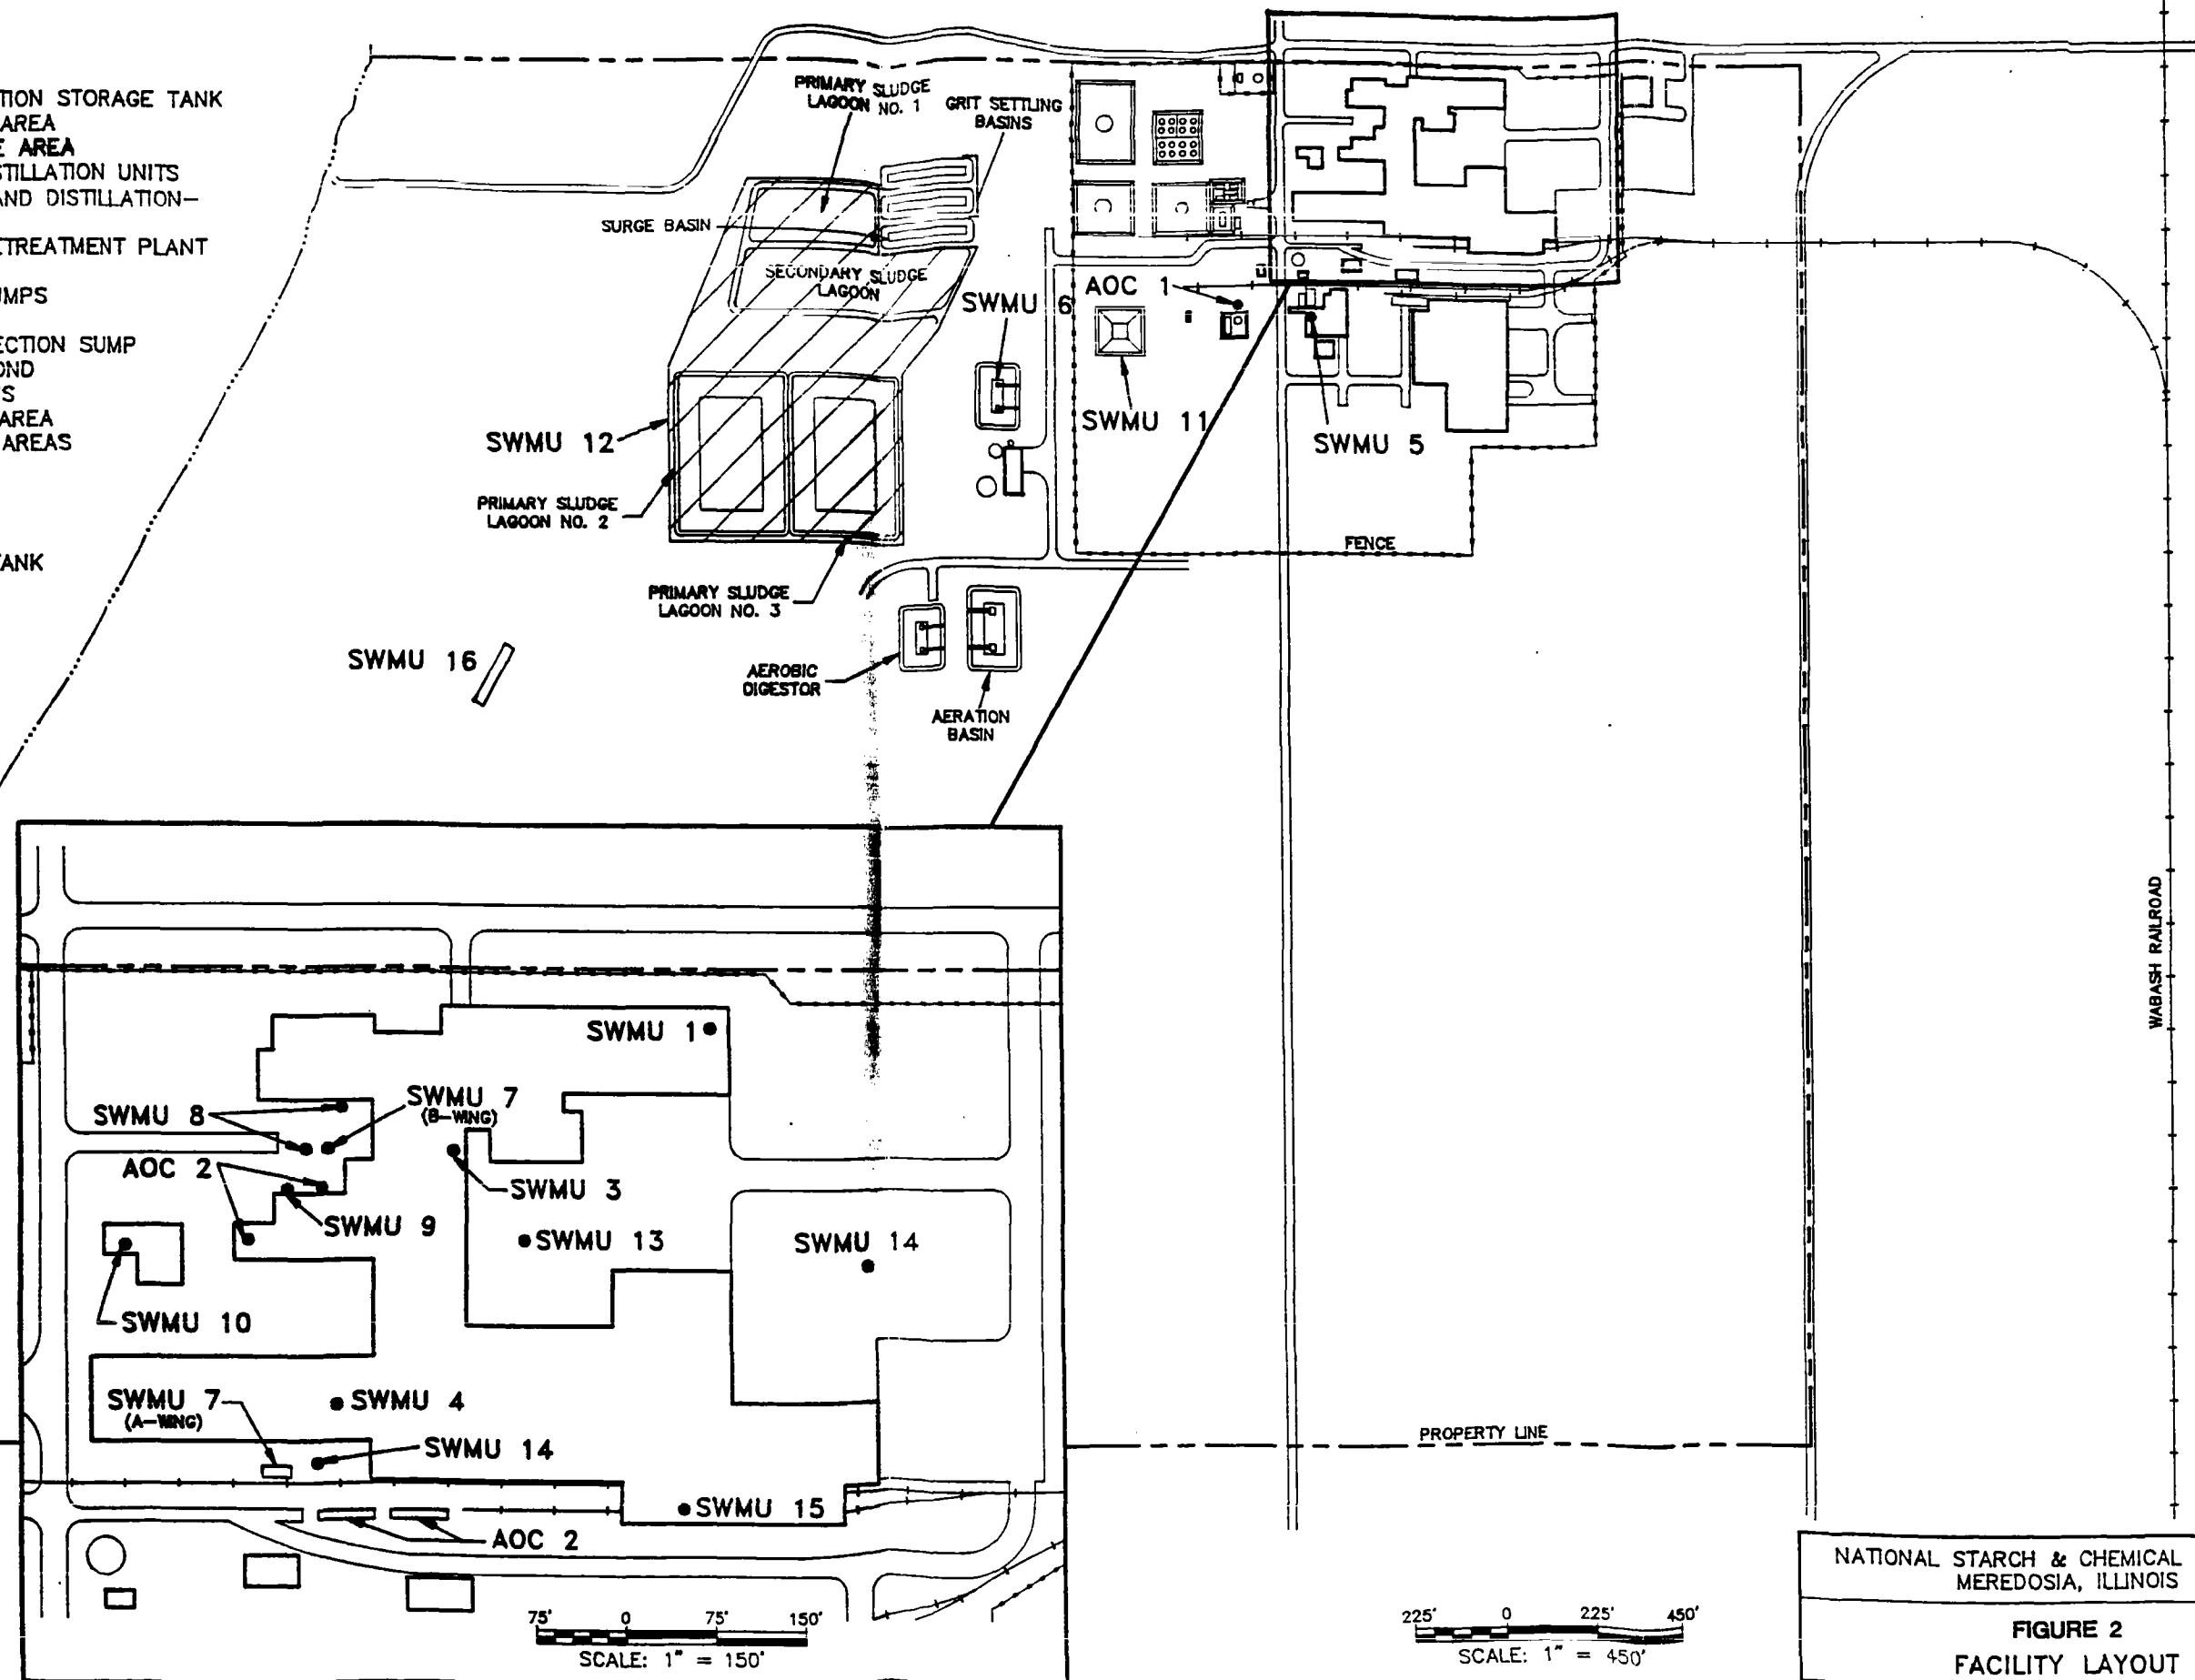 TION STORAGE TANK
AREA
E AREA
STILLATION UNITS
AND DISTILLATION-
ETREATMENT PLANT
UMPS
ECTION SUMP
OND
TS
AREA
AREAS
TANK
PRIMARY SLUDGE
LAGOON NO. 1
GRIT SETTLING
BASINS
SURGE BASIN
SECONDARY SLUDGE
LAGOON
SWMU 6
AOC 1
SWMU 11
SWMU 5
SWMU 12
PRIMARY SLUDGE
LAGOON NO. 2
FENCE
PRIMARY SLUDGE
LAGOON NO. 3
SWMU 16
AEROBIC
DIGESTOR
AERATION
BASIN
WABASH RAILROAD
SWMU 1
SWMU 8
SWMU 7
(B-WING)
AOC 2
SWMU 3
SWMU 9
SWMU 13
SWMU 14
SWMU 10
SWMU 7
(A-WING)
SWMU 4
SWMU 14
SWMU 15
AOC 2
PROPERTY LINE
75' 0 75' 150'
SCALE: 1" = 150'
225' 0 225' 450'
SCALE: 1" = 450'
NATIONAL STARCH & CHEMICAL
MEREDOSIA, ILLINOIS
FIGURE 2
FACILITY LAYOUT